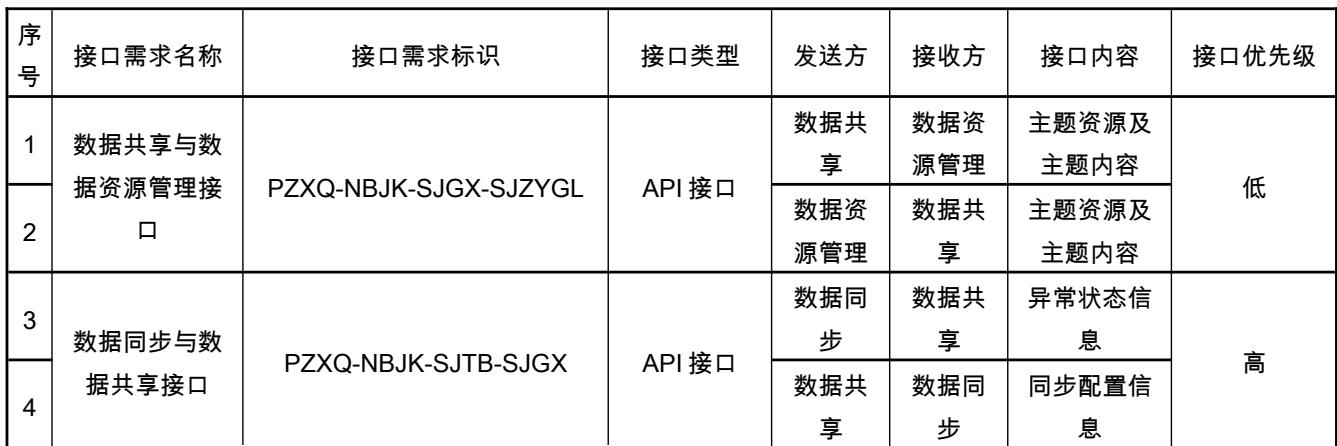 序号 接口需求名称 接口需求标识 接口类型 发送方 接收方 接口内容 接口优先级
1 数据共享与数据资源管理接口 PZXQ-NBJK-SJGX-SJZYGL API 接口 数据共享 数据资源管理 主题资源及主题内容 低
2 数据资源管理 数据共享 主题资源及主题内容
3 数据同步与数据共享接口 PZXQ-NBJK-SJTB-SJGX API 接口 数据同步 数据共享 异常状态信息 高
4 数据共享 数据同步 同步配置信息